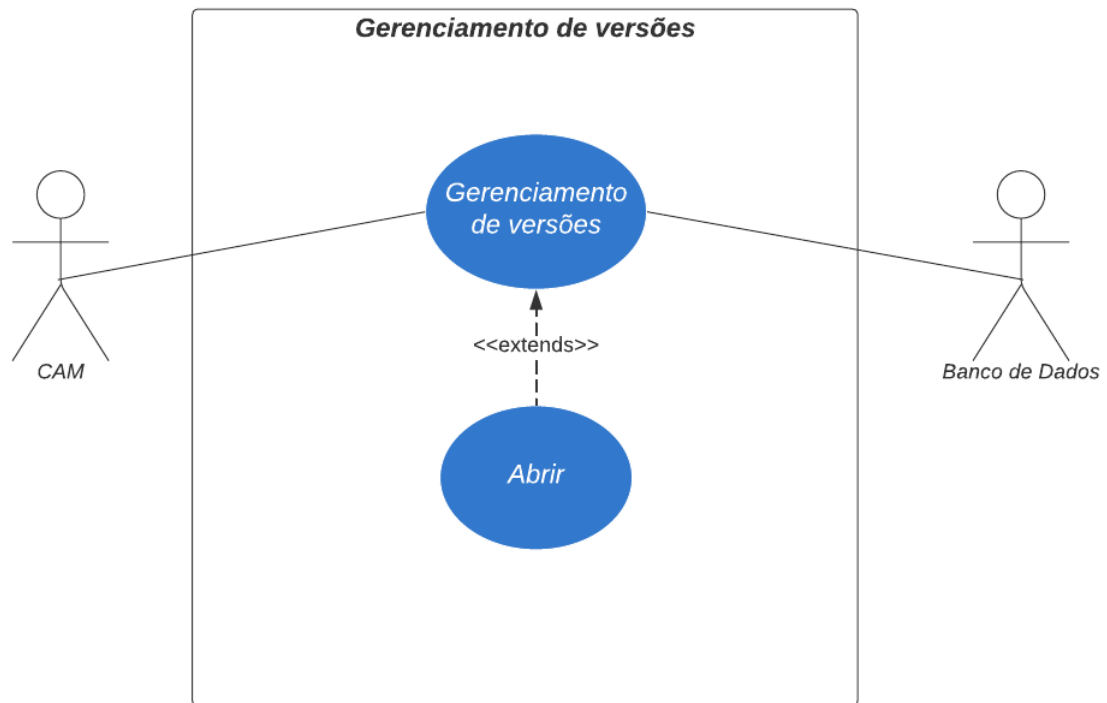 Gerenciamento de versões
Gerenciamento
de versões
<<extends>>
CAM
Banco de Dados
Abrir